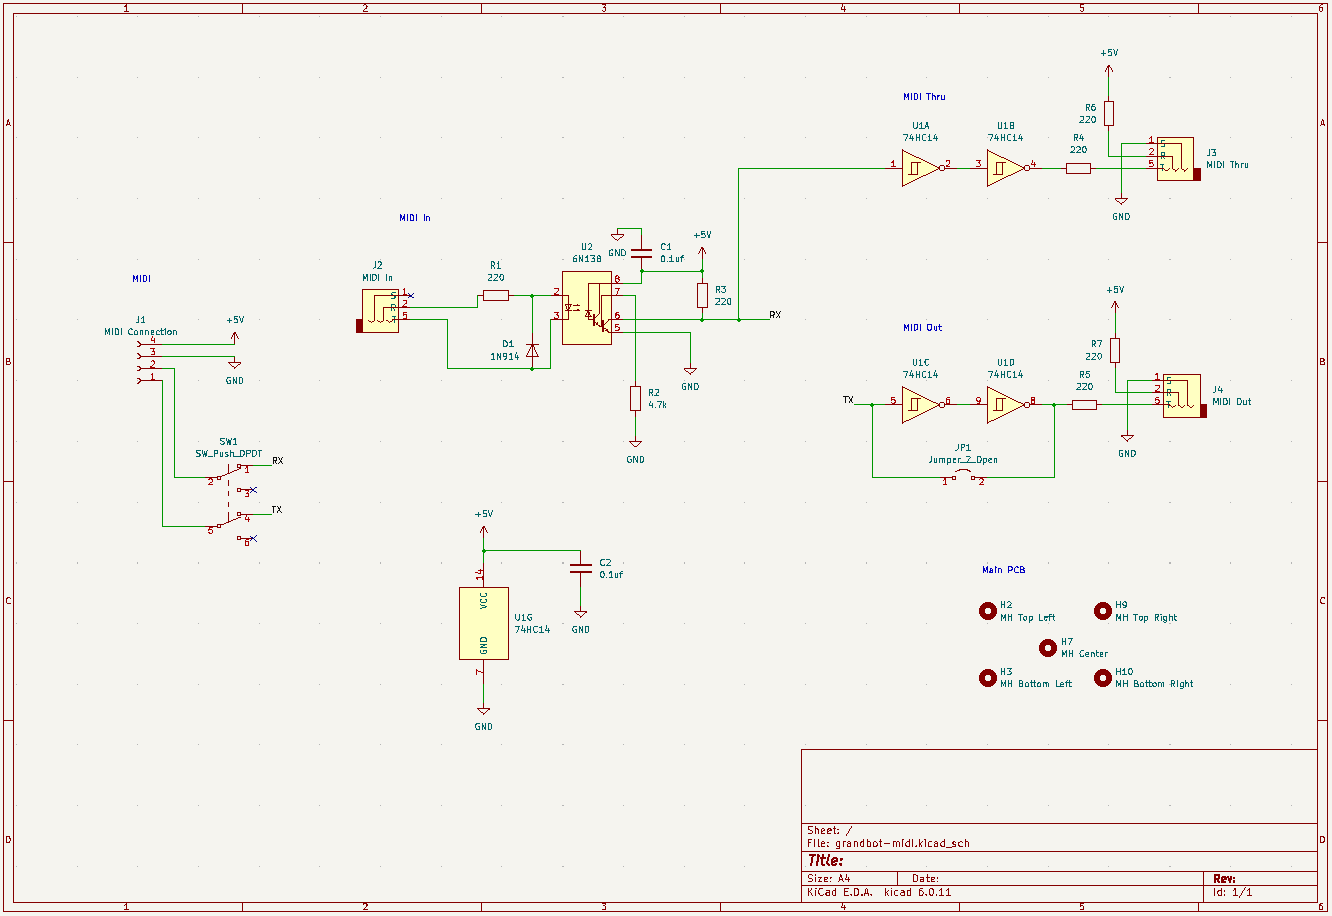 1 2 3 4 5 6
A A
B B
C C
D D
1 2 3 4 5 6
MIDI Thru
+5V
R6
220
U1A
74HC14
1 2
U1B
74HC14
3 4
R4
220
1 S
2 R
5 T
J3
MIDI Thru
GND
MIDI In
J2
MIDI In
S 1
R 2
T 5
R1
220
D1
1N914
U2
6N138
2
3
8
7
6
5
GND
C1
0.1uf
+5V
R3
220
RX
GND
R2
4.7k
GND
MIDI
J1
MIDI Connection
4
3
2
1
+5V
GND
SW1
SW_Push_DPDT
1
2
3
4
5
6
RX
TX
MIDI Out
+5V
R7
220
TX
U1C
74HC14
5 6
U1D
74HC14
9 8
R5
220
1 S
2 R
5 T
J4
MIDI Out
GND
JP1
Jumper_2_Open
1 2
+5V
14
VCC
GND
7
U1G
74HC14
C2
0.1uf
GND
GND
Main PCB
H2
MH Top Left
H9
MH Top Right
H7
MH Center
H3
MH Bottom Left
H10
MH Bottom Right
Sheet: /
File: grandbot-midi.kicad_sch
Title:
Size: A4 Date: Rev:
KiCad E.D.A. kicad 6.0.11 Id: 1/1